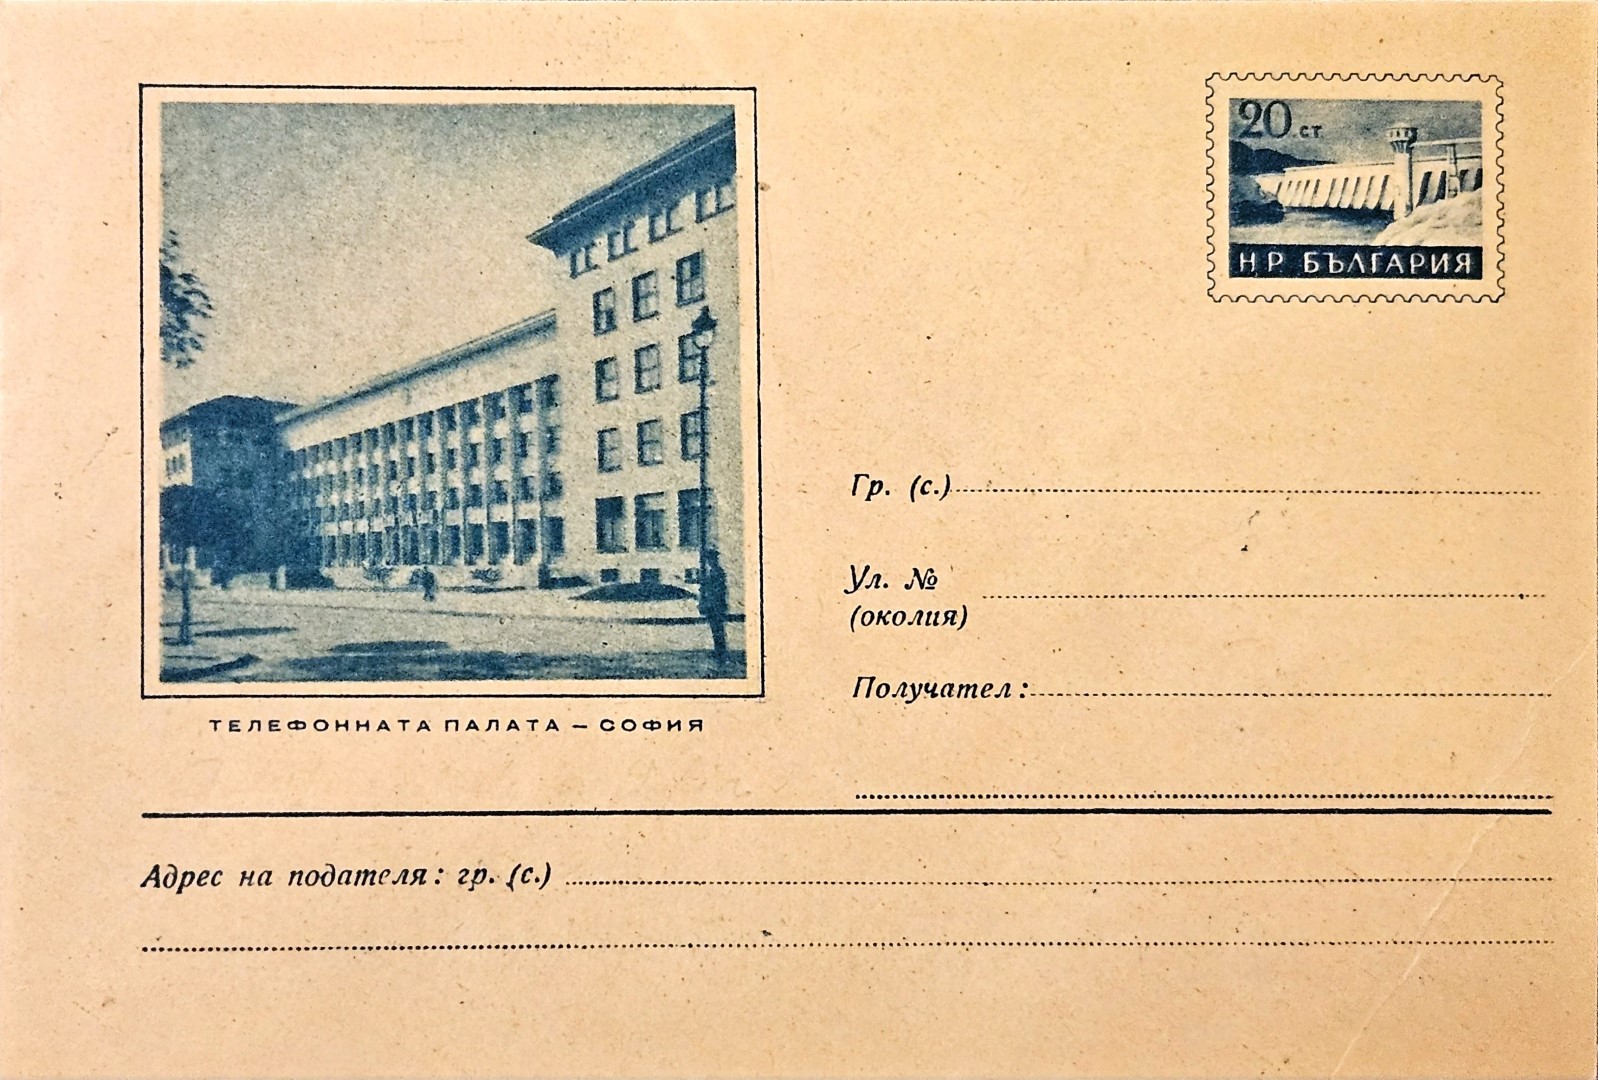 20 ст
НР БЪЛГАРИЯ
Гр. (с.)
Ул. №
(околия)
Получател:
ТЕЛЕФОННАТА ПАЛАТА – СОФИЯ
Адрес на подателя: гр. (с.)